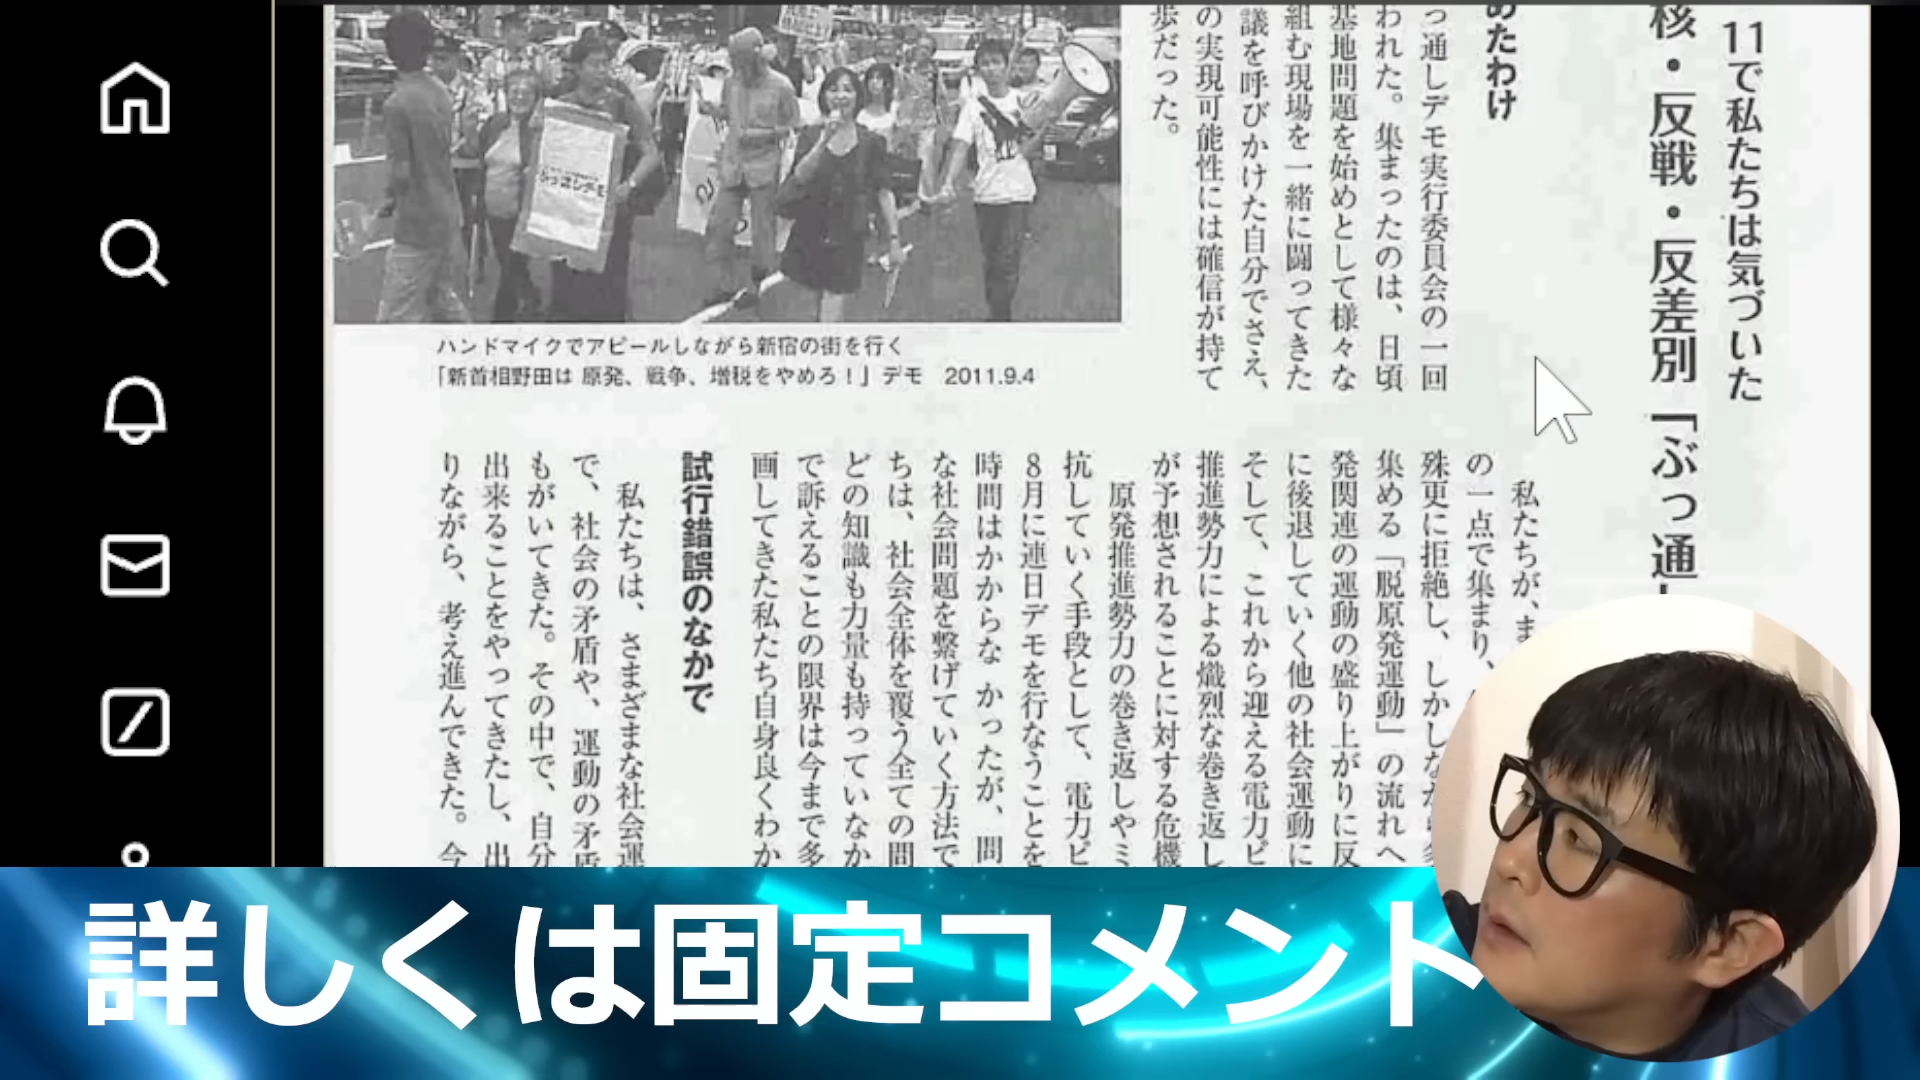 11で私たちは気づいた
核・反戦・反差別「ぶっ通し
めたわけ
っ通しデモ実行委員会の一回
われた。集まったのは、日頃
基地問題を始めとして様々な
組む現場を一緒に闘ってきた
議を呼びかけた自分でさえ、
の実現可能性には確信が持て
歩だった。
ぶっ通しデモ
ハンドマイクでアピールしながら新宿の街を行く
「新首相野田は 原発、戦争、増税をやめろ！」デモ 2011.9.4
私たちが、ま
の一点で集まり、
殊更に拒絶し、しかしなが
集める「脱原発運動」の流れへ
発関連の運動の盛り上がりに反
に後退していく他の社会運動に
そして、これから迎える電力ピ
推進勢力による熾烈な巻き返し
が予想されることに対する危機
原発推進勢力の巻き返しやミ
抗していく手段として、電力ピ
8月に連日デモを行なうことを
時間はかからな かったが、問
な社会問題を繋げていく方法で
ちは、社会全体を覆う全ての問
どの知識も力量も持っていなか
で訴えることの限界は今まで多
画してきた私たち自身良くわか
試行錯誤のなかで
私たちは、さまざまな社会運
で、社会の矛盾や、運動の矛盾
もがいてきた。その中で、自分
出来ることをやってきたし、出
りながら、考え進んできた。今
詳しくは固定コメント